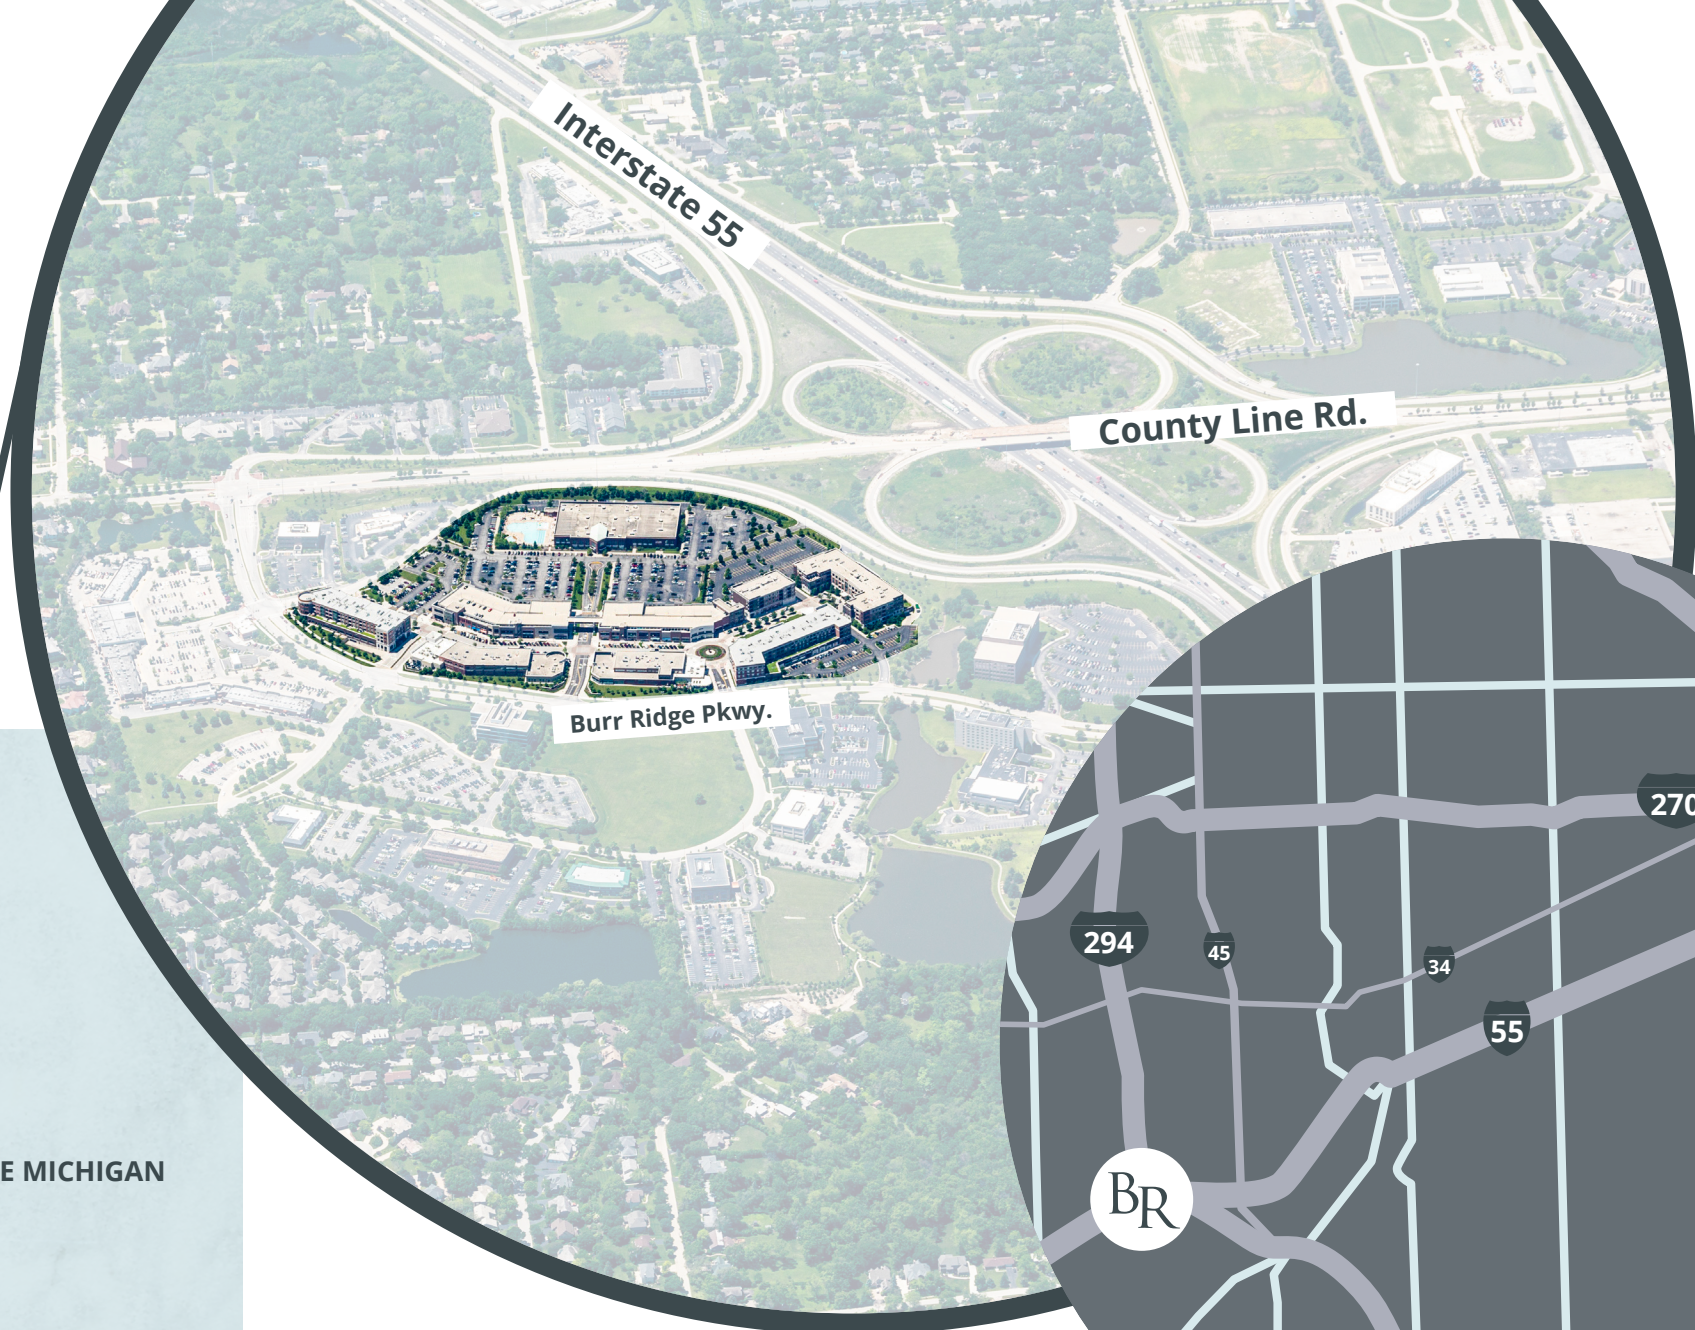 Interstate 55
County Line Rd.
Burr Ridge Pkwy.
270
294
45
34
55
E MICHIGAN
BR